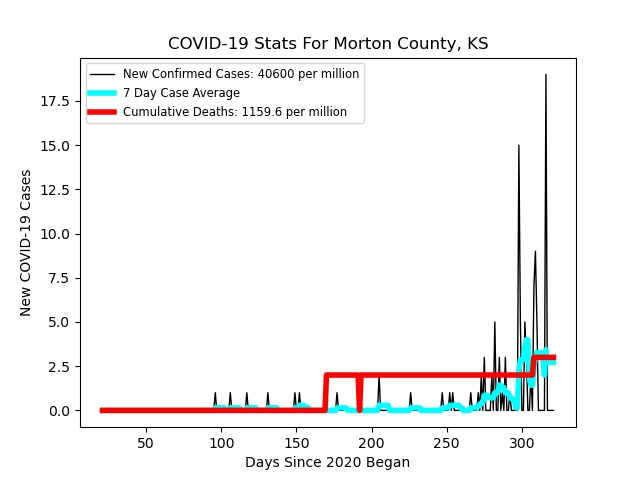 COVID-19 Stats For Morton County, KS
New Confirmed Cases: 40600 per million
7 Day Case Average
Cumulative Deaths: 1159.6 per million
New COVID-19 Cases
17.5
15.0
12.5
10.0
7.5
5.0
2.5
0.0
50 100 150 200 250 300
Days Since 2020 Began